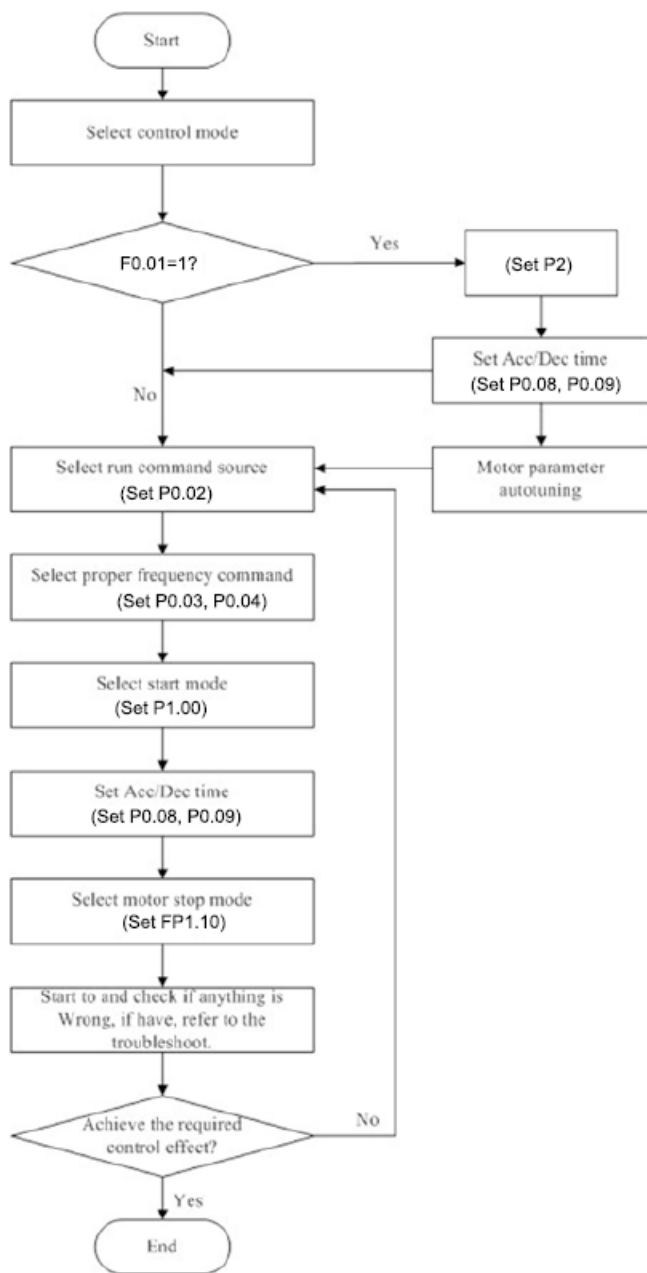 Start
Select control mode
F0.01=1?
Yes
(Set P2)
Set Acc/Dec time
(Set P0.08, P0.09)
No
Select run command source
(Set P0.02)
Motor parameter
autotuning
Select proper frequency command
(Set P0.03, P0.04)
Select start mode
(Set P1.00)
Set Acc/Dec time
(Set P0.08, P0.09)
Select motor stop mode
(Set FP1.10)
Start to and check if anything is
Wrong, if have, refer to the
troubleshoot.
Achieve the required
control effect?
No
Yes
End